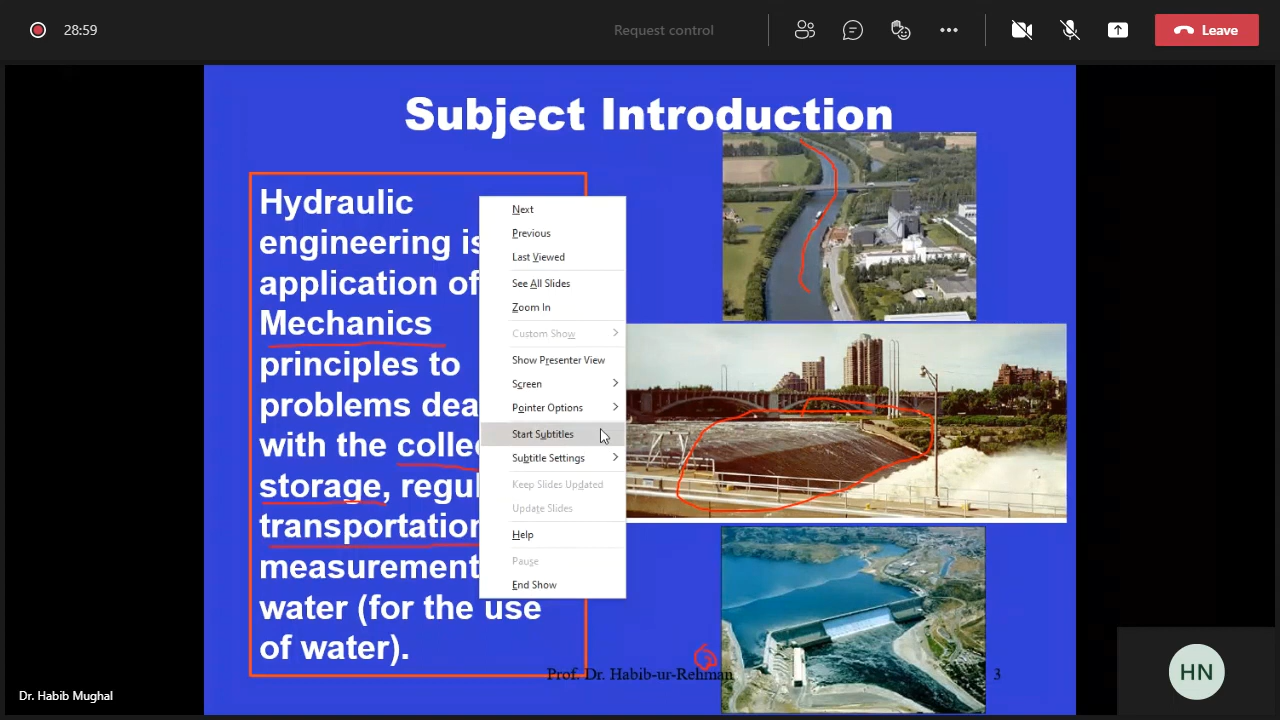 28:59
Request control
Leave
Subject Introduction
Hydraulic
engineering is
application of
Mechanics
principles to
problems dea
with the collec
storage, regul
transportation
measurement
water (for the use
of water).
Next
Previous
Last Viewed
See All Slides
Zoom In
Custom Show
Show Presenter View
Screen
Pointer Options
Start Subtitles
Subtitle Settings
Keep Slides Updated
Update Slides
Help
Pause
End Show
Prof. Dr. Habib-ur-Rehman
3
Dr. Habib Mughal
HN